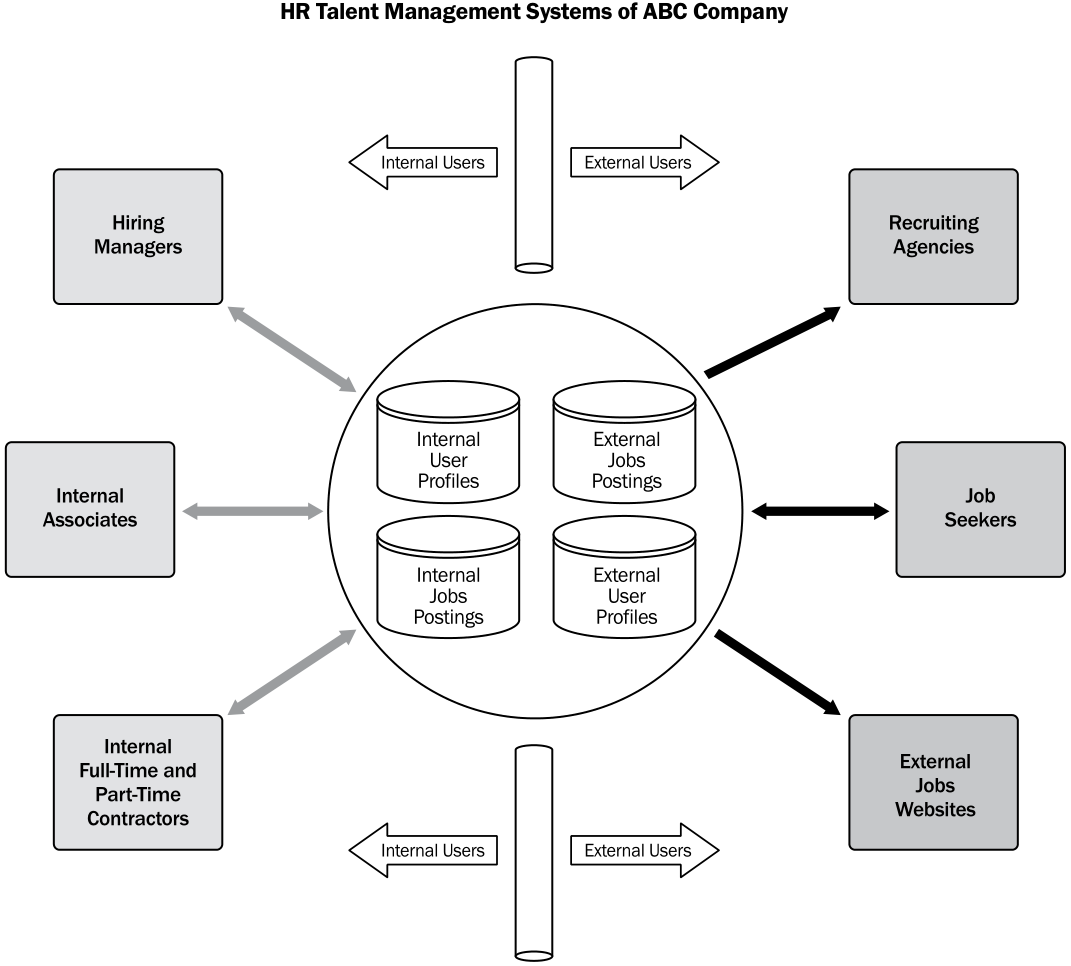 HR Talent Management Systems of ABC Company
Internal Users
External Users
Hiring
Managers
Recruiting
Agencies
Internal
User
Profiles
External
Jobs
Postings
Internal
Associates
Job
Seekers
Internal
Jobs
Postings
External
User
Profiles
Internal
Full-Time and
Part-Time
Contractors
External
Jobs
Websites
Internal Users
External Users